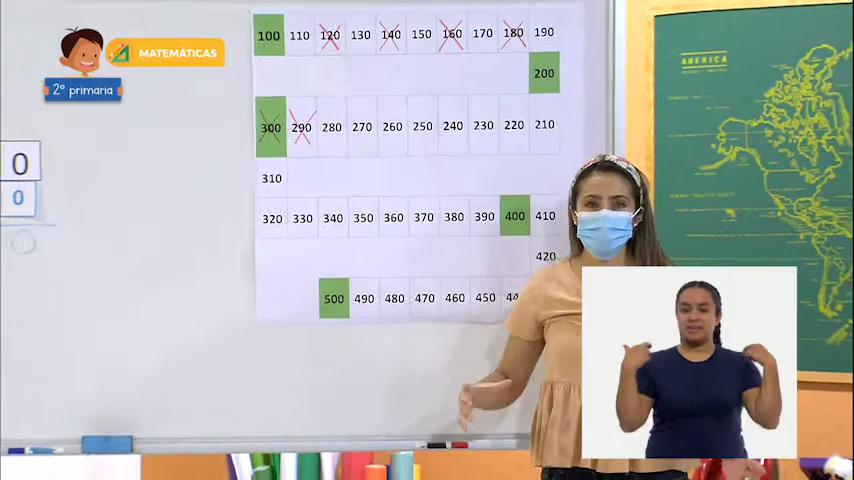 MATEMÁTICAS
2º primaria
100 110 120 130 140 150 160 170 180 190
200
300 290 280 270 260 250 240 230 220 210
310
320 330 340 350 360 370 380 390 400 410
420
500 490 480 470 460 450
0
0
AMERICA